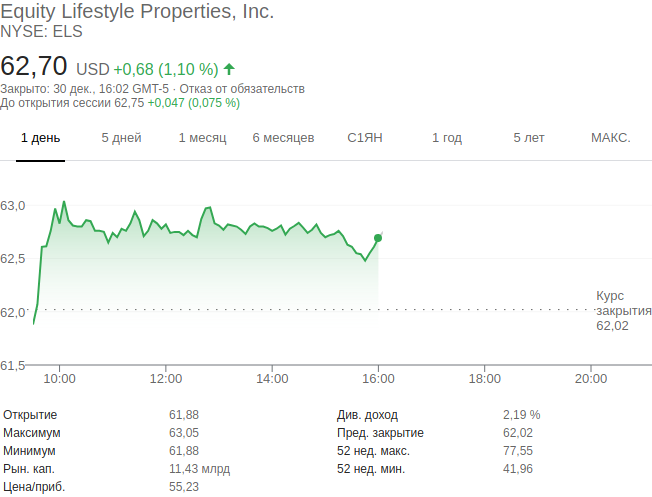 Equity Lifestyle Properties, Inc.
NYSE: ELS
62,70 USD +0,68 (1,10 %)
Закрыто: 30 дек., 16:02 GMT-5 · Отказ от обязательств
До открытия сессии 62,75 +0,047 (0,075 %)
1 день 5 дней 1 месяц 6 месяцев С1ЯН 1 год 5 лет МАКС.
63,0
62,5
62,0
61,5
Курс
закрытия
62,02
10:00 12:00 14:00 16:00 18:00 20:00
Открытие 61,88 Див. доход 2,19 %
Максимум 63,05 Пред. закрытие 62,02
Минимум 61,88 52 нед. макс. 77,55
Рын. кап. 11,43 млрд 52 нед. мин. 41,96
Цена/приб. 55,23